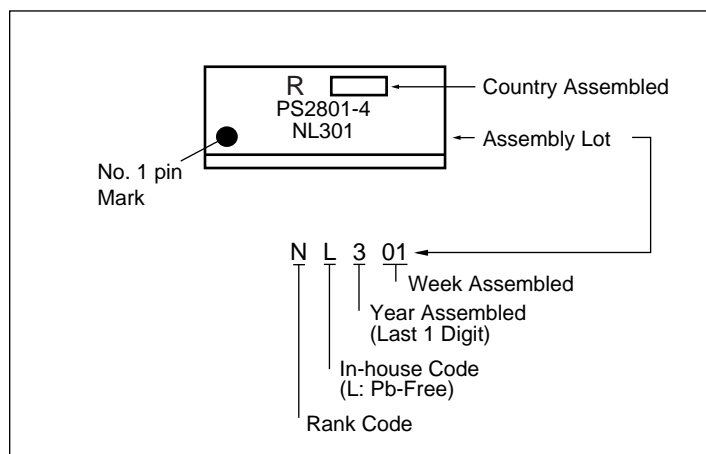 R
Country Assembled
PS2801-4
NL301
Assembly Lot
No. 1 pin
Mark
N L 3 01
Week Assembled
Year Assembled
(Last 1 Digit)
In-house Code
(L: Pb-Free)
Rank Code